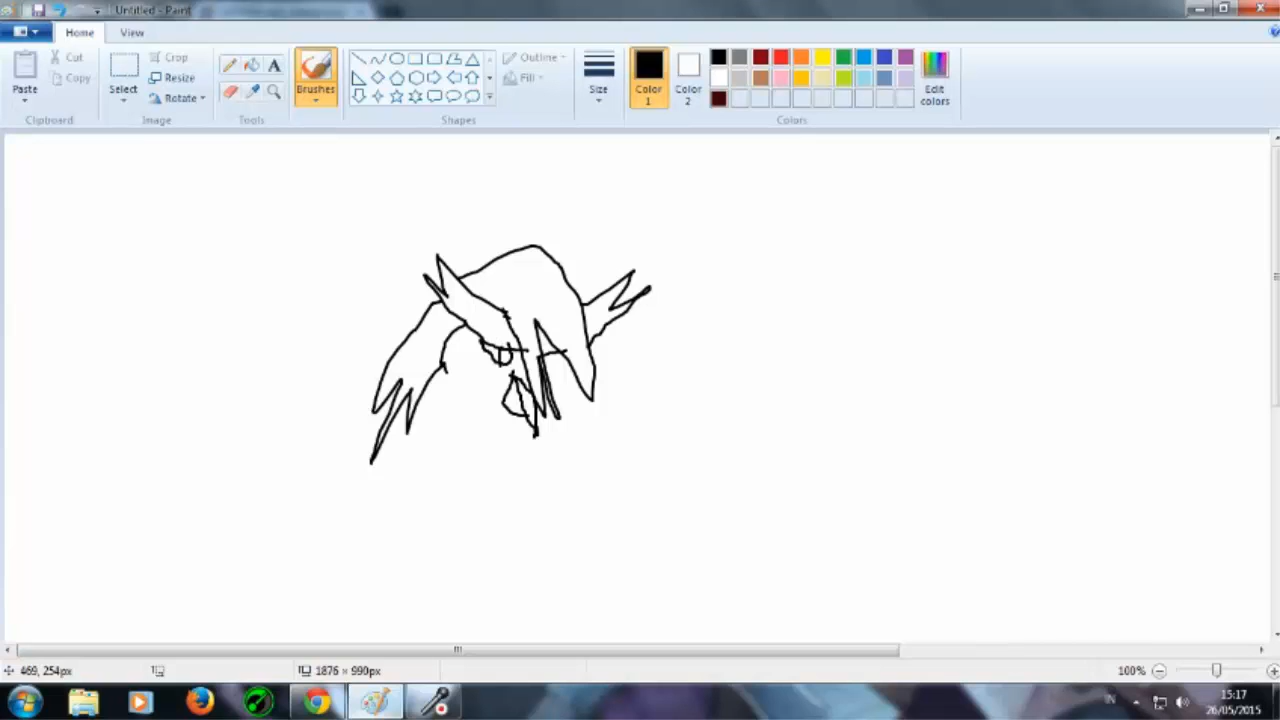 Untitled - Paint
Home View
Paste
Cut
Copy
Clipboard
Select
Crop
Resize
Rotate
Image
A
Tools
Brushes
Outline
Fill
Shapes
Size
Color 1
Color 2
Edit colors
Colors
469, 254px
1876 × 990px
100%
IN
15:17
26/05/2015